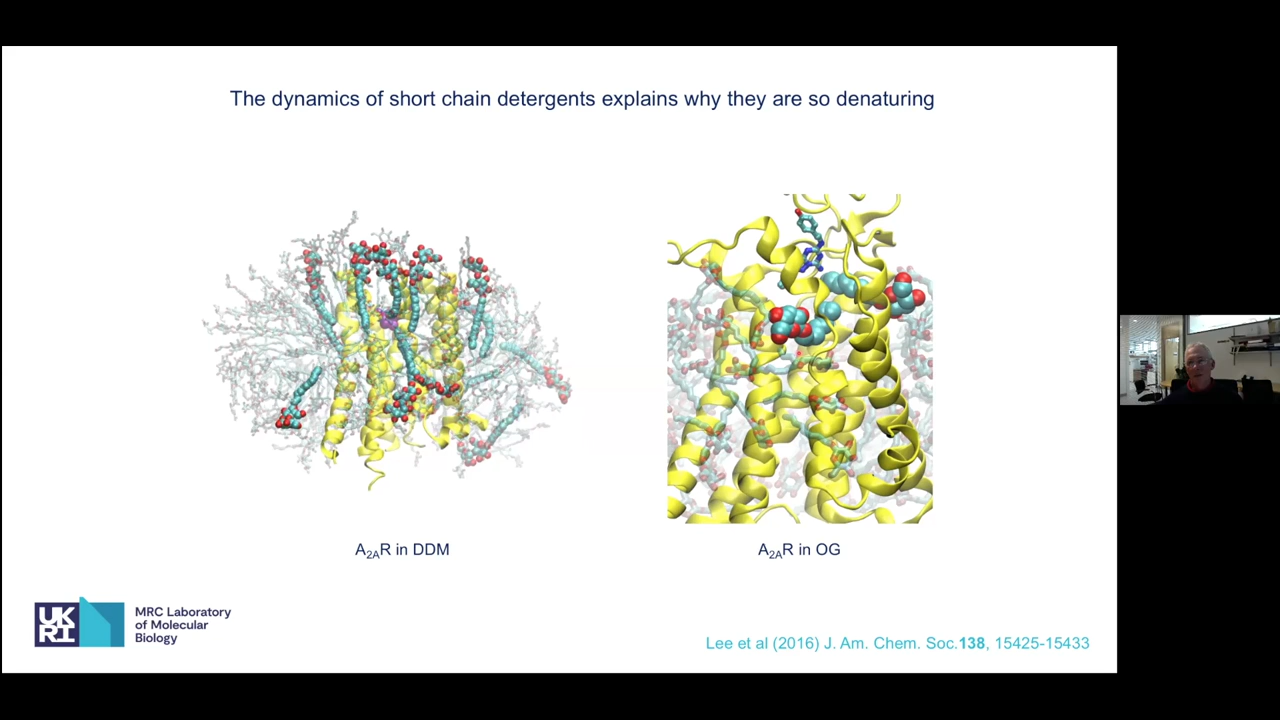 The dynamics of short chain detergents explains why they are so denaturing
A2AR in DDM
A2AR in OG
UK
RI
MRC Laboratory
of Molecular
Biology
Lee et al (2016) J. Am. Chem. Soc.138, 15425-15433